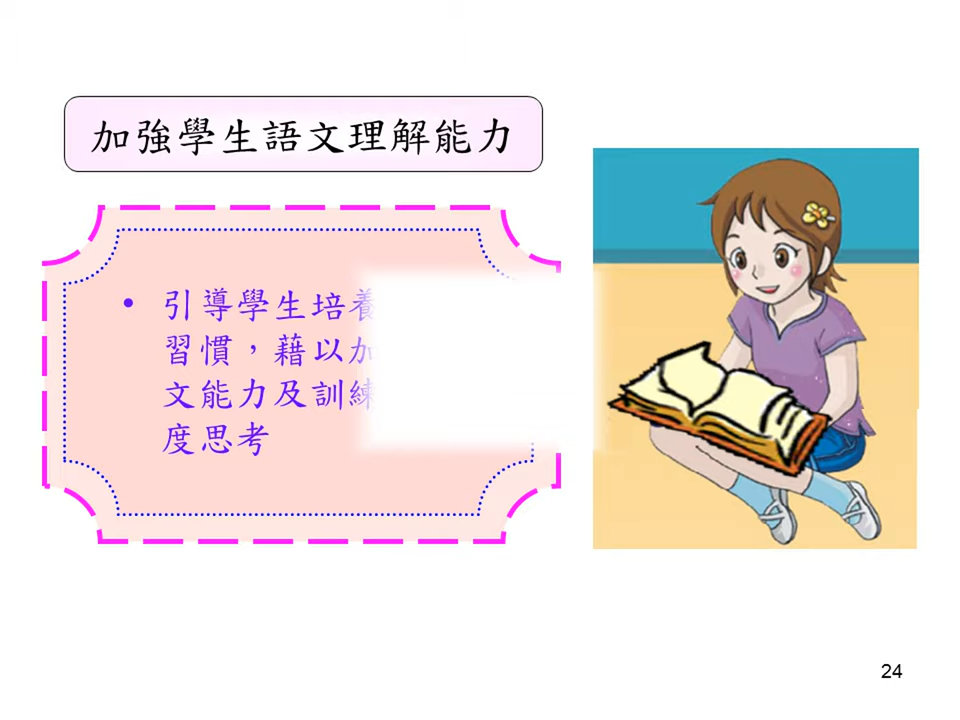 加強學生語文理解能力
• 引導學生培養
習慣，藉以加
文能力及訓練
度思考
24